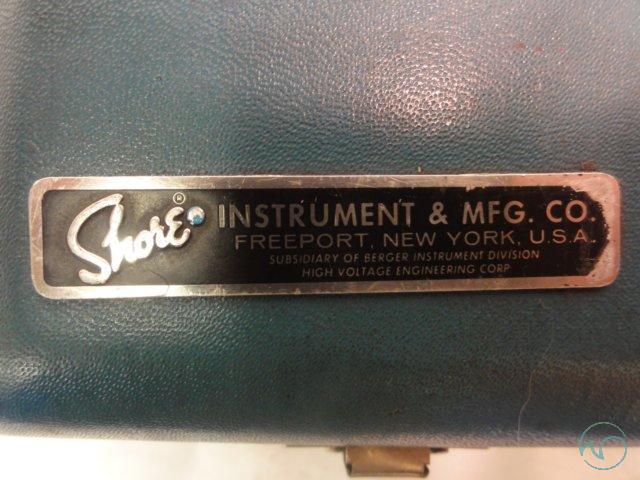 Shore® INSTRUMENT & MFG. CO.
FREEPORT, NEW YORK, U.S.A.
SUBSIDIARY OF BERGER INSTRUMENT DIVISION
HIGH VOLTAGE ENGINEERING CORP